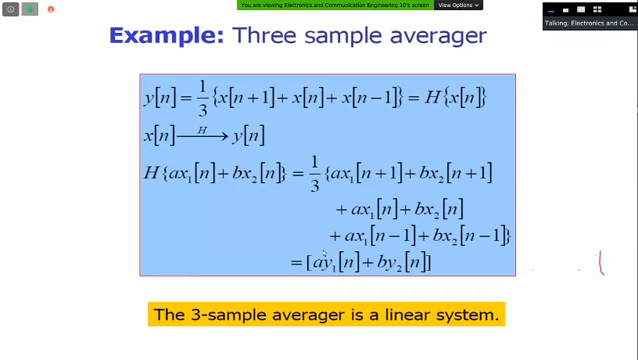 You are viewing Electronics and Communication Engineering 10's screen
View Options
Talking: Electronics and Com
Example: Three sample averager
y[n] = 1/3 {x[n+1] + x[n] + x[n−1]} = H{x[n]}
x[n] —H→ y[n]
H{ax₁[n] + bx₂[n]} = 1/3 {ax₁[n+1] + bx₂[n+1]
+ ax₁[n] + bx₂[n]
+ ax₁[n−1] + bx₂[n−1]}
= [ay₁[n] + by₂[n]]
The 3-sample averager is a linear system.